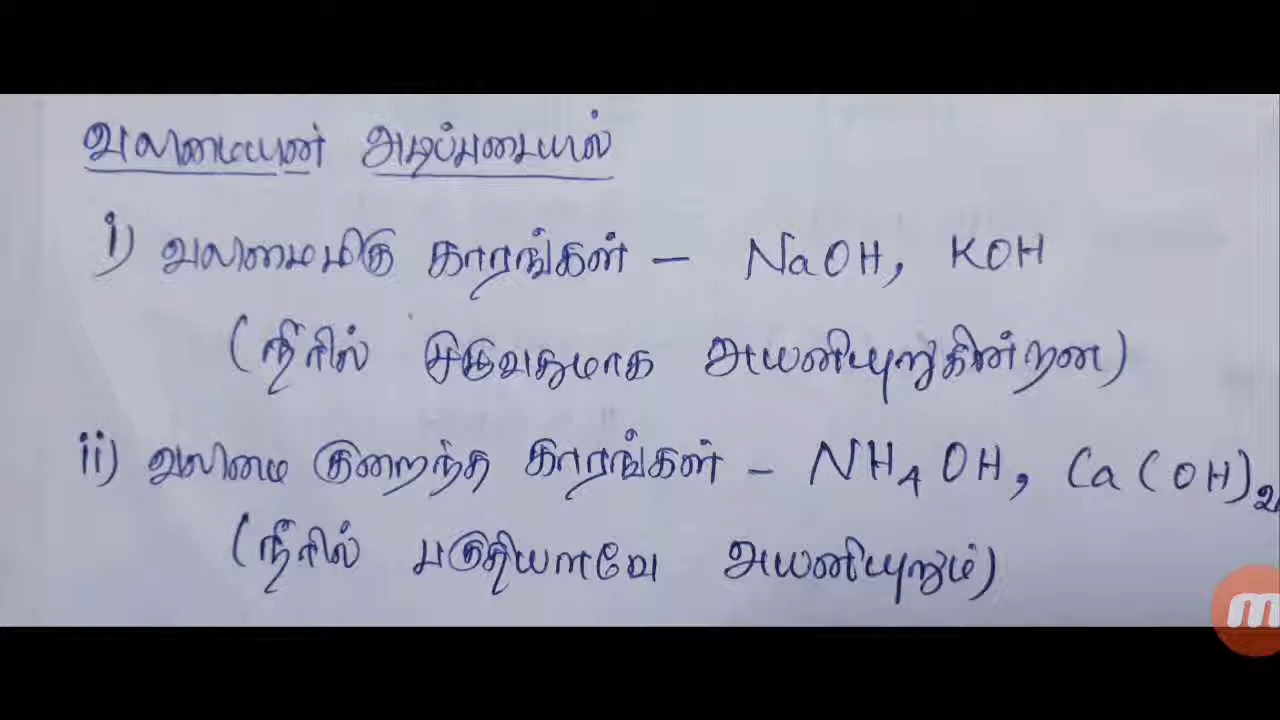 வலிமையின் அடிப்படையில்
i) வலிமைமிகு காரங்கள் - NaOH, KOH
(நீரில் முழுவதுமாக அயனியுறுகின்றன)
ii) வலிமை குறைந்த காரங்கள் - NH4OH, Ca(OH)2
(நீரில் பகுதியளவே அயனியுறும்)